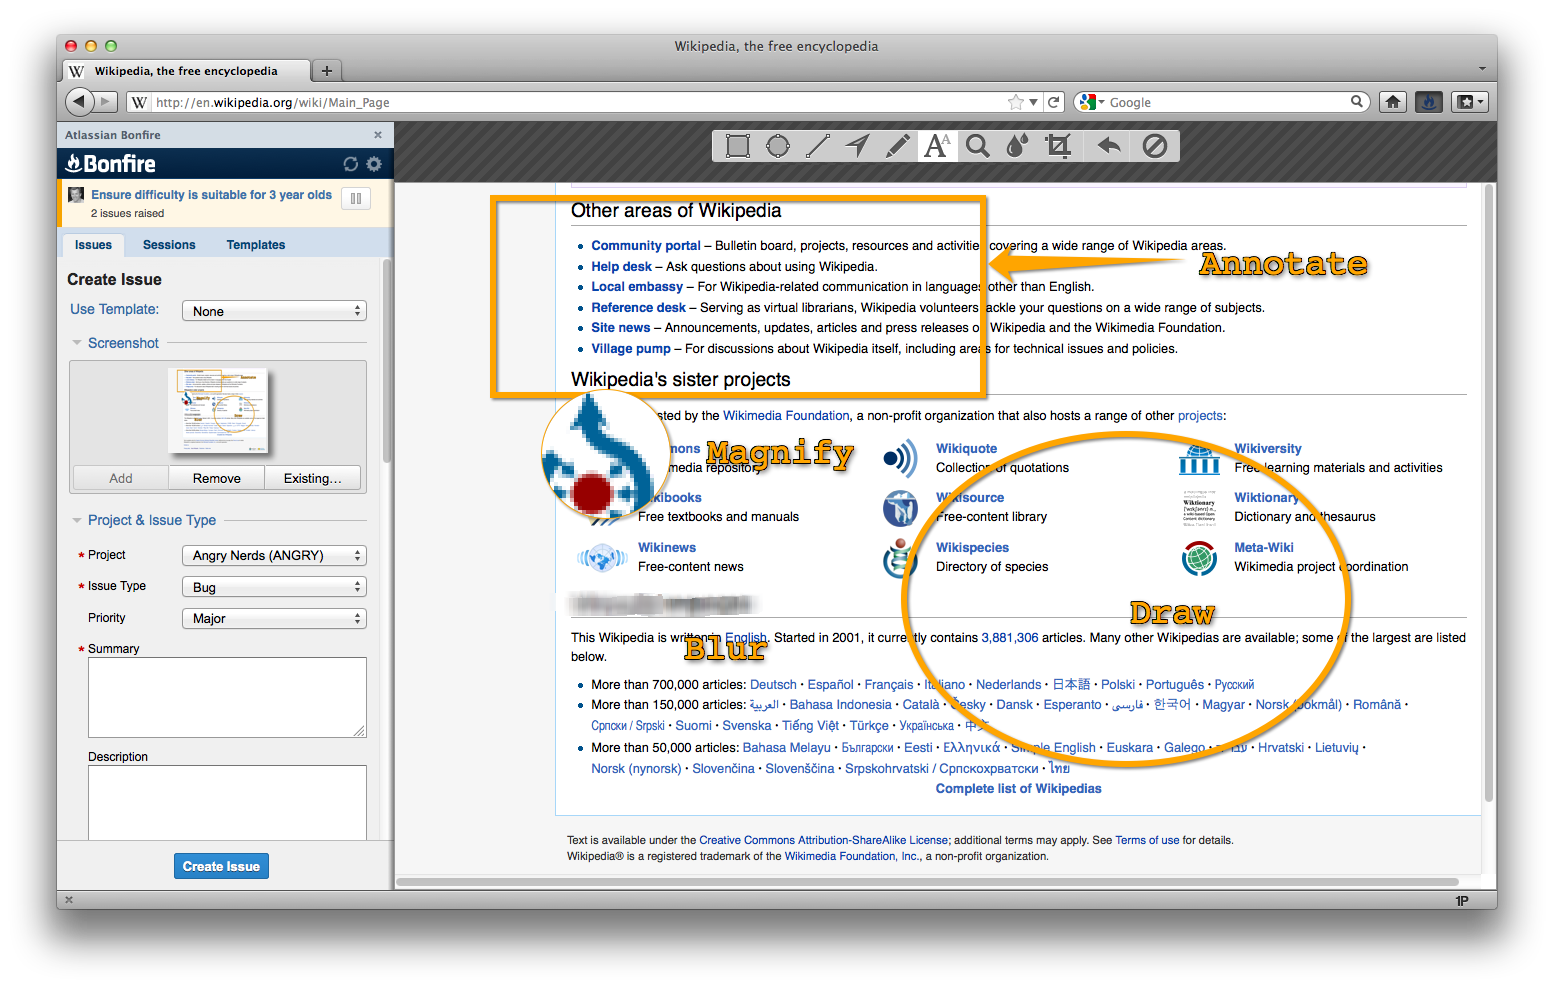 Wikipedia, the free encyclopedia
W Wikipedia, the free encyclopedia +
W http://en.wikipedia.org/wiki/Main_Page
Google
Atlassian Bonfire ×
Bonfire
Ensure difficulty is suitable for 3 year olds
2 issues raised
Issues Sessions Templates
Create Issue
Use Template: None
Screenshot
Add Remove Existing...
Project & Issue Type
* Project Angry Nerds (ANGRY)
* Issue Type Bug
Priority Major
* Summary
Description
Create Issue
AA
Other areas of Wikipedia
Community portal – Bulletin board, projects, resources and activities covering a wide range of Wikipedia areas.
Help desk – Ask questions about using Wikipedia.
Local embassy – For Wikipedia-related communication in languages other than English.
Reference desk – Serving as virtual librarians, Wikipedia volunteers tackle your questions on a wide range of subjects.
Site news – Announcements, updates, articles and press releases on Wikipedia and the Wikimedia Foundation.
Village pump – For discussions about Wikipedia itself, including areas for technical issues and policies.
Annotate
Wikipedia's sister projects
sted by the Wikimedia Foundation, a non-profit organization that also hosts a range of other projects:
mons
media repository
Magnify
Wikiquote
Collection of quotations
Wikiversity
Free learning materials and activities
kibooks
Free textbooks and manuals
Wikisource
Free-content library
Wiktionary
Dictionary and thesaurus
Wikinews
Free-content news
Wikispecies
Directory of species
Meta-Wiki
Wikimedia project coordination
Draw
This Wikipedia is written in English. Started in 2001, it currently contains 3,881,306 articles. Many other Wikipedias are available; some of the largest are listed
below.
Blur
More than 700,000 articles: Deutsch · Español · Français · Italiano · Nederlands · 日本語 · Polski · Português · Русский
More than 150,000 articles: العربية · Bahasa Indonesia · Català · Česky · Dansk · Esperanto · فارسی · 한국어 · Magyar · Norsk (bokmål) · Română ·
Српски / Srpski · Suomi · Svenska · Tiếng Việt · Türkçe · Українська · 中文
More than 50,000 articles: Bahasa Melayu · Български · Eesti · Ελληνικά · Simple English · Euskara · Galego · עברית · Hrvatski · Lietuvių ·
Norsk (nynorsk) · Slovenčina · Slovenščina · Srpskohrvatski / Српскохрватски · ไทย
Complete list of Wikipedias
Text is available under the Creative Commons Attribution-ShareAlike License; additional terms may apply. See Terms of use for details.
Wikipedia® is a registered trademark of the Wikimedia Foundation, Inc., a non-profit organization.
× 1P